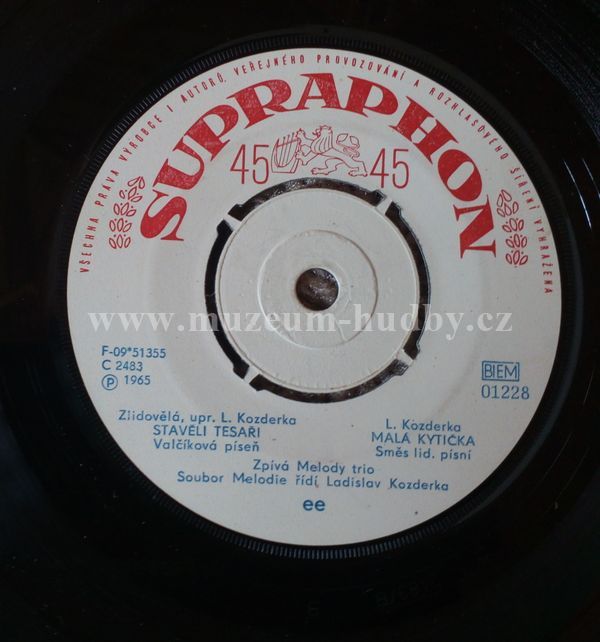 VŠECHNA PRÁVA VÝROBCE I AUTORŮ, VEŘEJNÉHO PROVOZOVÁNÍ A ROZHLASOVÉHO ŠÍŘENÍ VYHRAŽENA
SUPRAPHON
45 45
www.muzeum-hudby.cz
F-09*51355
C 2483
Ⓟ 1965
BIEM
01228
Zlidovělá, upr. L. Kozderka
STAVĚLI TESAŘI
Valčíková píseň
L. Kozderka
MALÁ KYTIČKA
Směs lid. písní
Zpívá Melody trio
Soubor Melodie řídí Ladislav Kozderka
ee